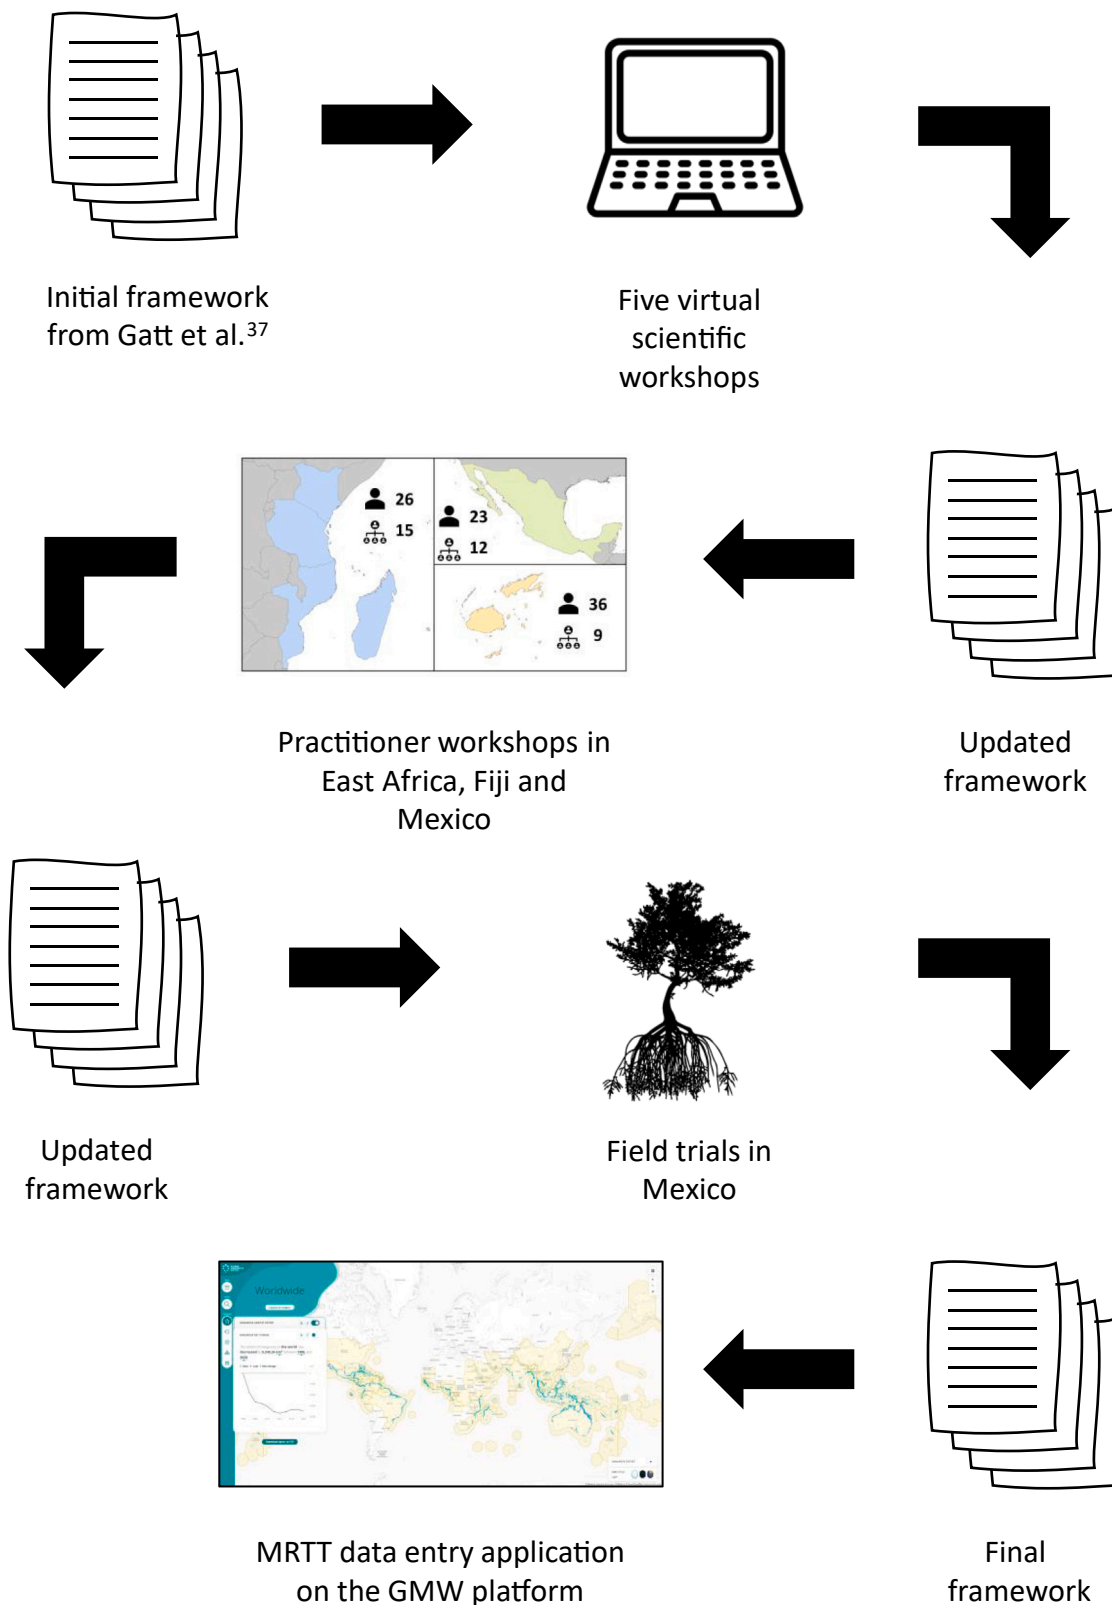 Initial framework
from Gatt et al.³⁷
Five virtual
scientific
workshops
26
15
23
12
36
9
Practitioner workshops in
East Africa, Fiji and
Mexico
Updated
framework
Updated
framework
Field trials in
Mexico
Worldwide
MRTT data entry application
on the GMW platform
Final
framework